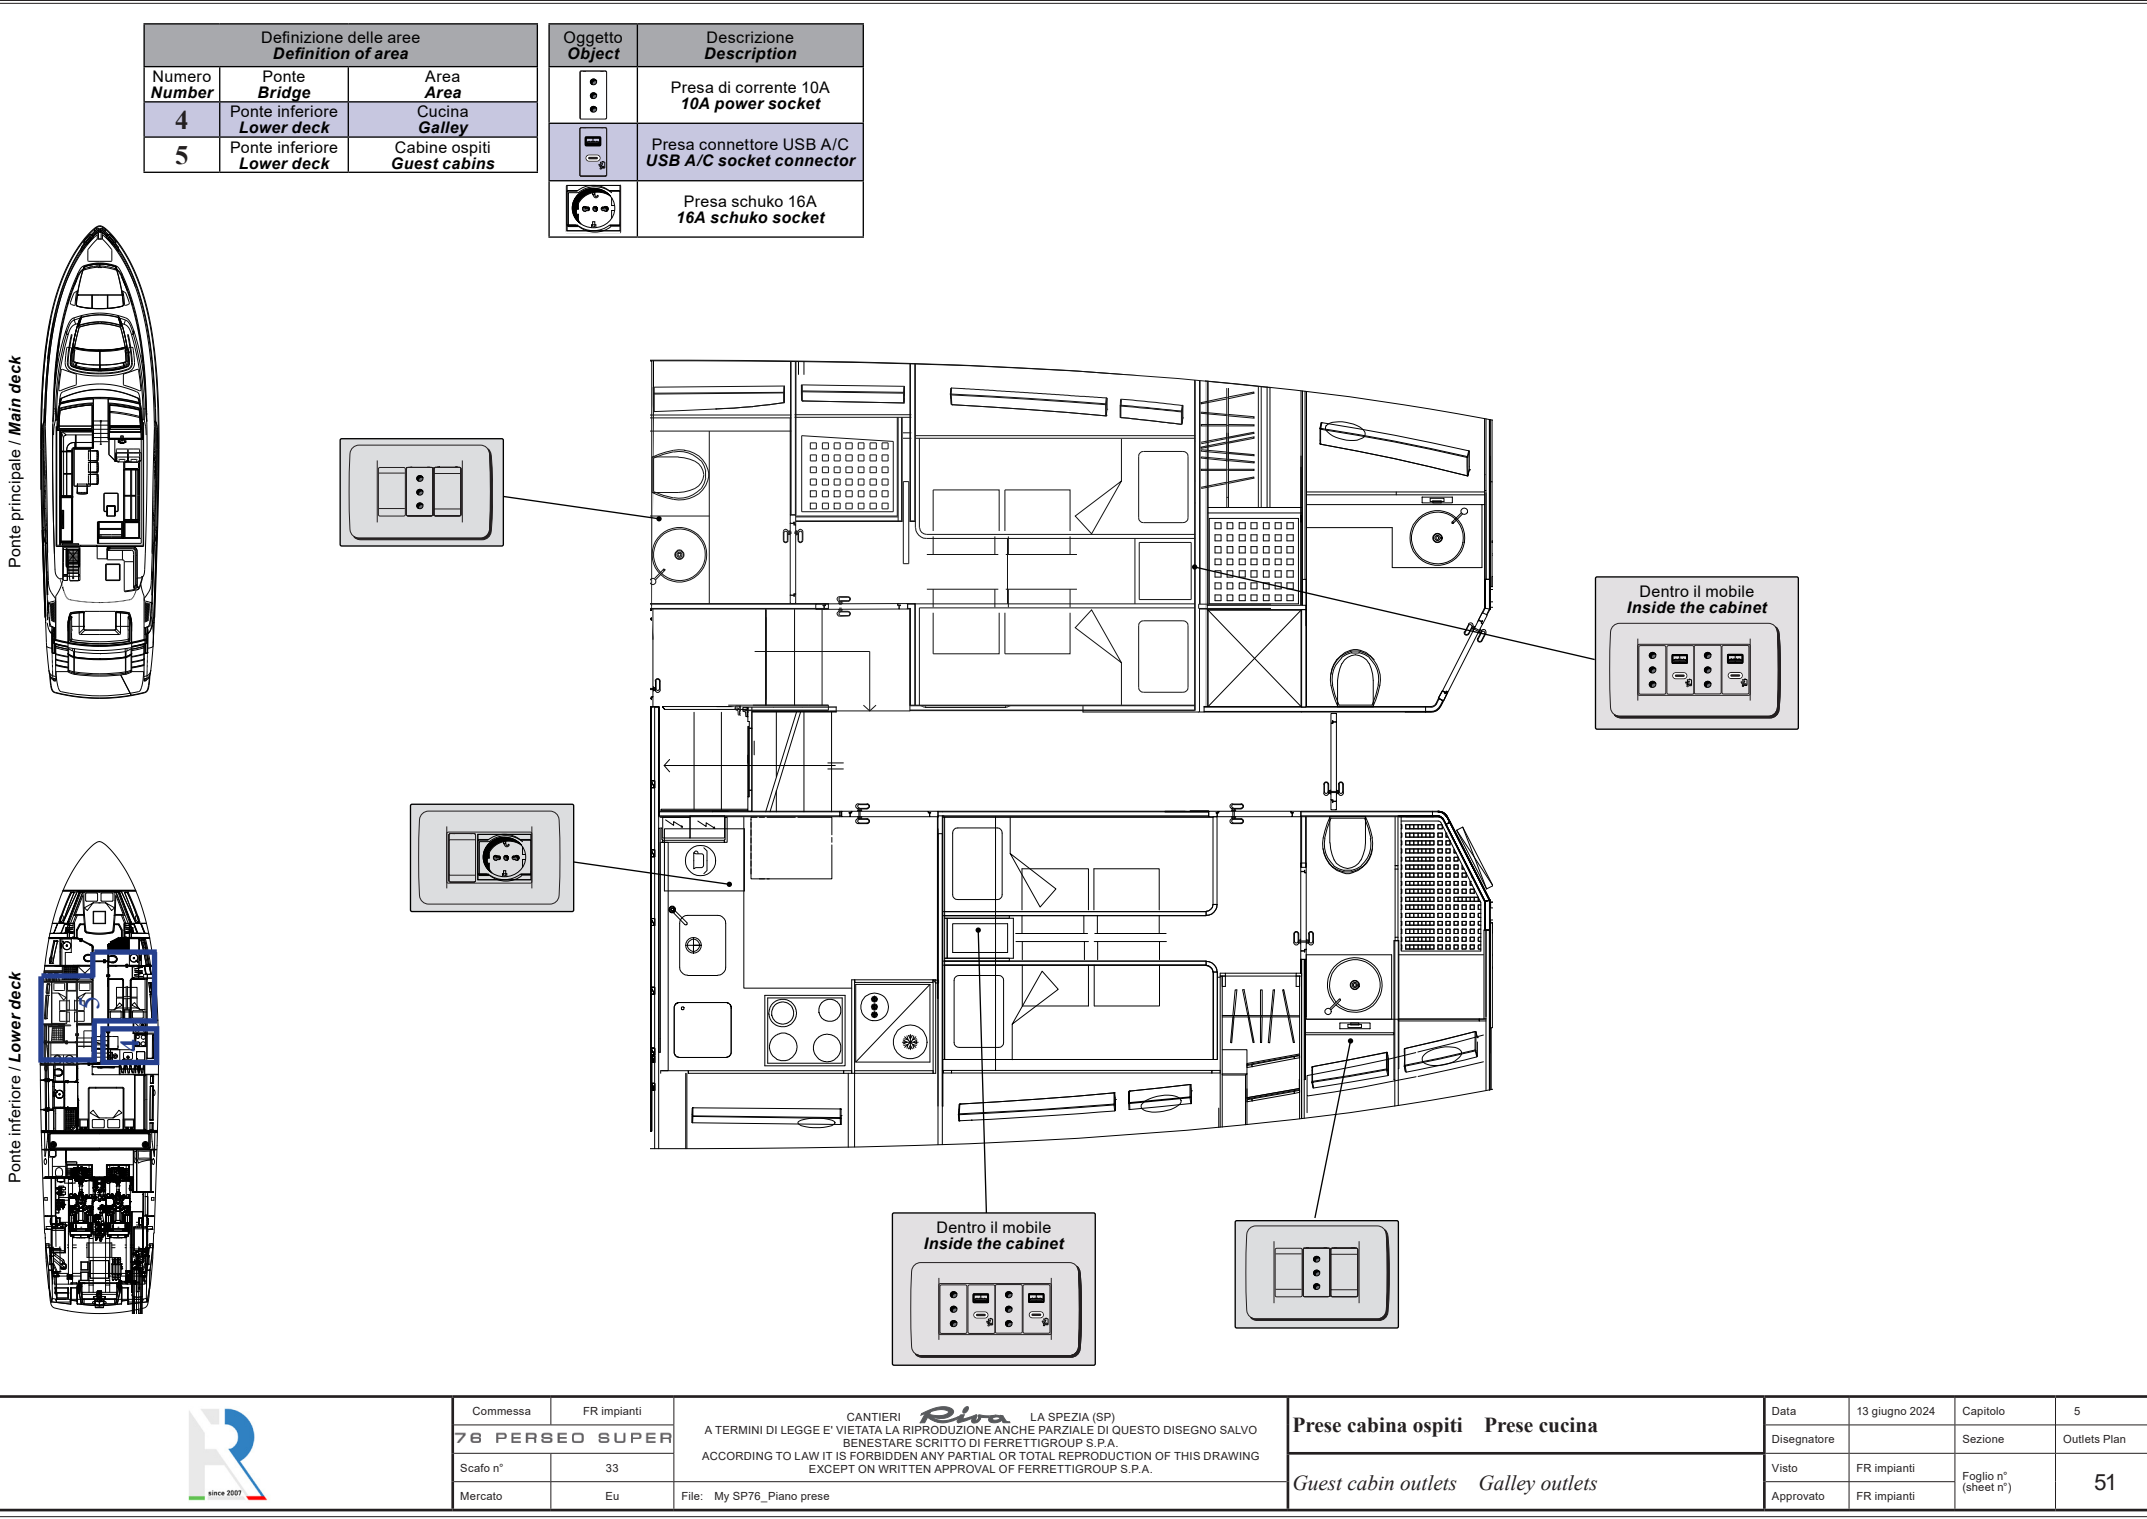 Definizione delle aree
Definition of area
Numero
Number
Ponte
Bridge
Area
Area
4
Ponte inferiore
Lower deck
Cucina
Galley
5
Ponte inferiore
Lower deck
Cabine ospiti
Guest cabins
Oggetto
Object
Descrizione
Description
Presa di corrente 10A
10A power socket
Presa connettore USB A/C
USB A/C socket connector
Presa schuko 16A
16A schuko socket
Ponte principale / Main deck
Ponte inferiore / Lower deck
4
Dentro il mobile
Inside the cabinet
Dentro il mobile
Inside the cabinet
since 2007
Commessa
FR impianti
76 PERSEO SUPER
Scafo n°
33
Mercato
Eu
CANTIERI Riva LA SPEZIA (SP)
A TERMINI DI LEGGE E' VIETATA LA RIPRODUZIONE ANCHE PARZIALE DI QUESTO DISEGNO SALVO
BENESTARE SCRITTO DI FERRETTIGROUP S.P.A.
ACCORDING TO LAW IT IS FORBIDDEN ANY PARTIAL OR TOTAL REPRODUCTION OF THIS DRAWING
EXCEPT ON WRITTEN APPROVAL OF FERRETTIGROUP S.P.A.
File: My SP76_Piano prese
Prese cabina ospiti Prese cucina
Guest cabin outlets Galley outlets
Data
13 giugno 2024
Capitolo
5
Disegnatore
Sezione
Outlets Plan
Visto
FR impianti
Foglio n°
(sheet n°)
51
Approvato
FR impianti